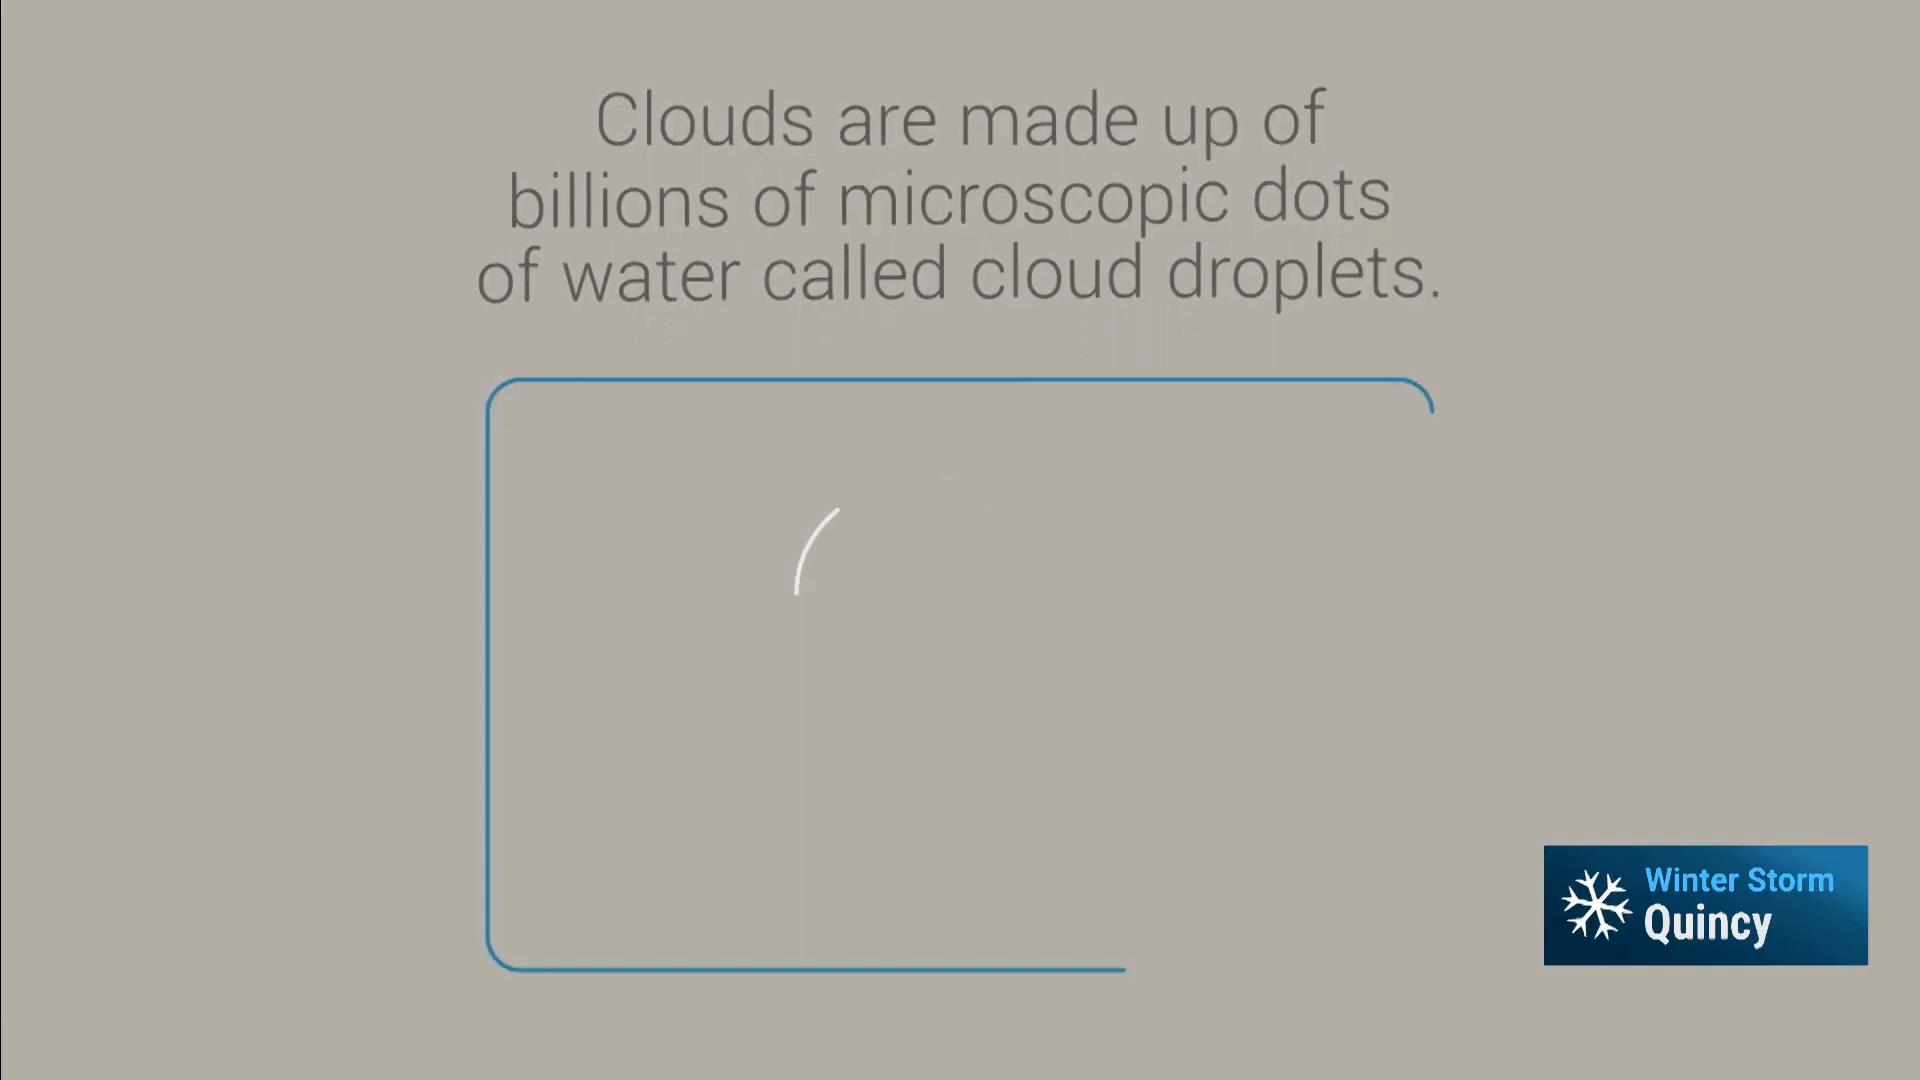 Clouds are made up of
billions of microscopic dots
of water called cloud droplets.
Winter Storm
Quincy